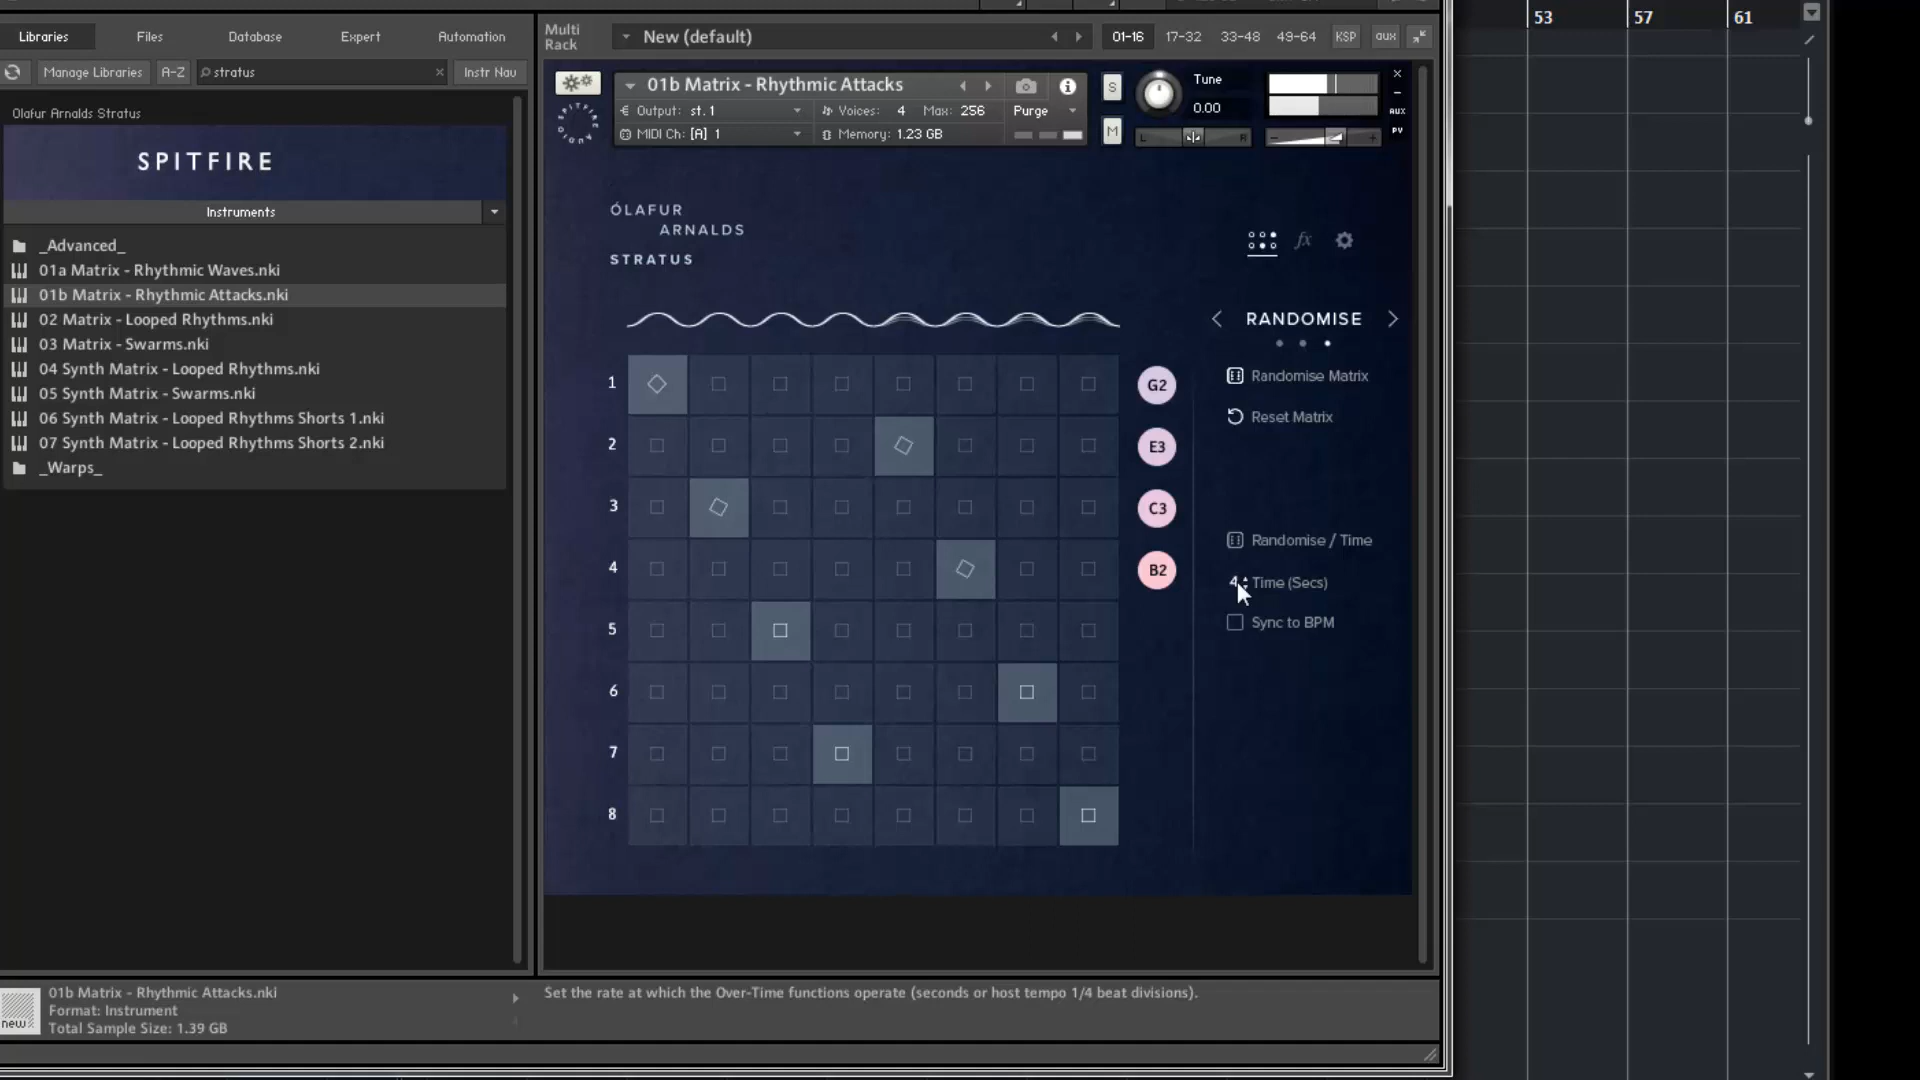 53 57 61
Libraries Files Database Expert Automation
Multi
Rack
New (default)
01-16 17-32 33-48 49-64 KSP aux
Manage Libraries A-Z stratus × Instr Nav
01b Matrix - Rhythmic Attacks
S
Tune
0.00
Output: st.1 Voices: 4 Max: 256 Purge
MIDI Ch: [A] 1 Memory: 1.23 GB
M
L R - +
×
AUX
PV
Olafur Arnalds Stratus
SPITFIRE
Instruments
_Advanced_
01a Matrix - Rhythmic Waves.nki
01b Matrix - Rhythmic Attacks.nki
02 Matrix - Looped Rhythms.nki
03 Matrix - Swarms.nki
04 Synth Matrix - Looped Rhythms.nki
05 Synth Matrix - Swarms.nki
06 Synth Matrix - Looped Rhythms Shorts 1.nki
07 Synth Matrix - Looped Rhythms Shorts 2.nki
_Warps_
ÓLAFUR
ARNALDS
STRATUS
fx
RANDOMISE
1 G2
2 E3
3 C3
4 B2
5
6
7
8
Randomise Matrix
Reset Matrix
Randomise / Time
4 Time (Secs)
Sync to BPM
new
01b Matrix - Rhythmic Attacks.nki
Format: Instrument
Total Sample Size: 1.39 GB
Set the rate at which the Over-Time functions operate (seconds or host tempo 1/4 beat divisions).